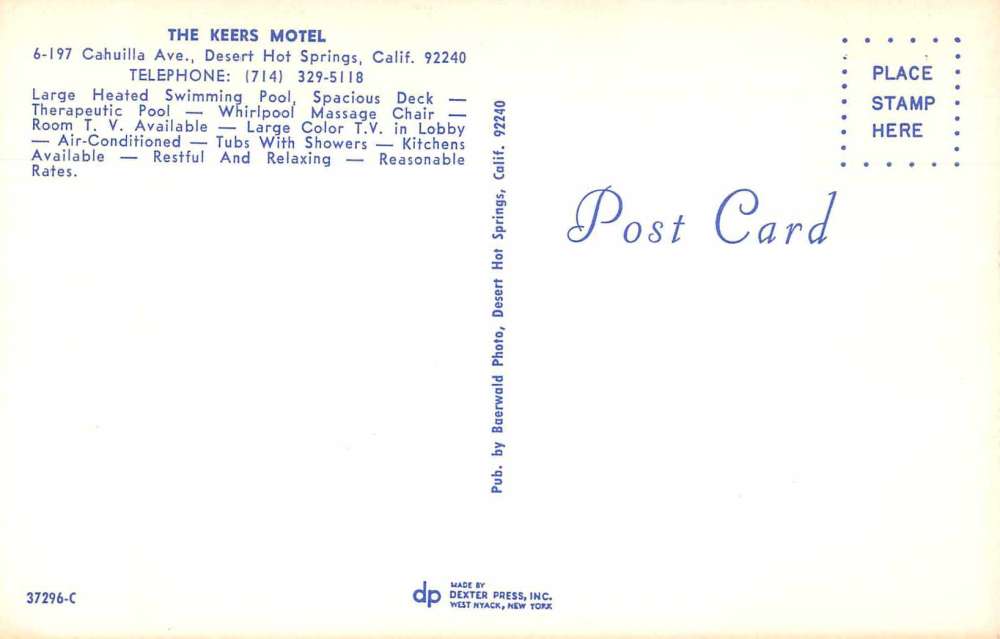 THE KEERS MOTEL
6-197 Cahuilla Ave., Desert Hot Springs, Calif. 92240
TELEPHONE: (714) 329-5118
Large Heated Swimming Pool, Spacious Deck —
Therapeutic Pool — Whirlpool Massage Chair —
Room T. V. Available — Large Color T.V. in Lobby
— Air-Conditioned — Tubs With Showers — Kitchens
Available — Restful And Relaxing — Reasonable
Rates.
Pub. by Baerwald Photo, Desert Hot Springs, Calif. 92240
PLACE
STAMP
HERE
Post Card
37296-C
dp
MADE BY
DEXTER PRESS, INC.
WEST NYACK, NEW YORK